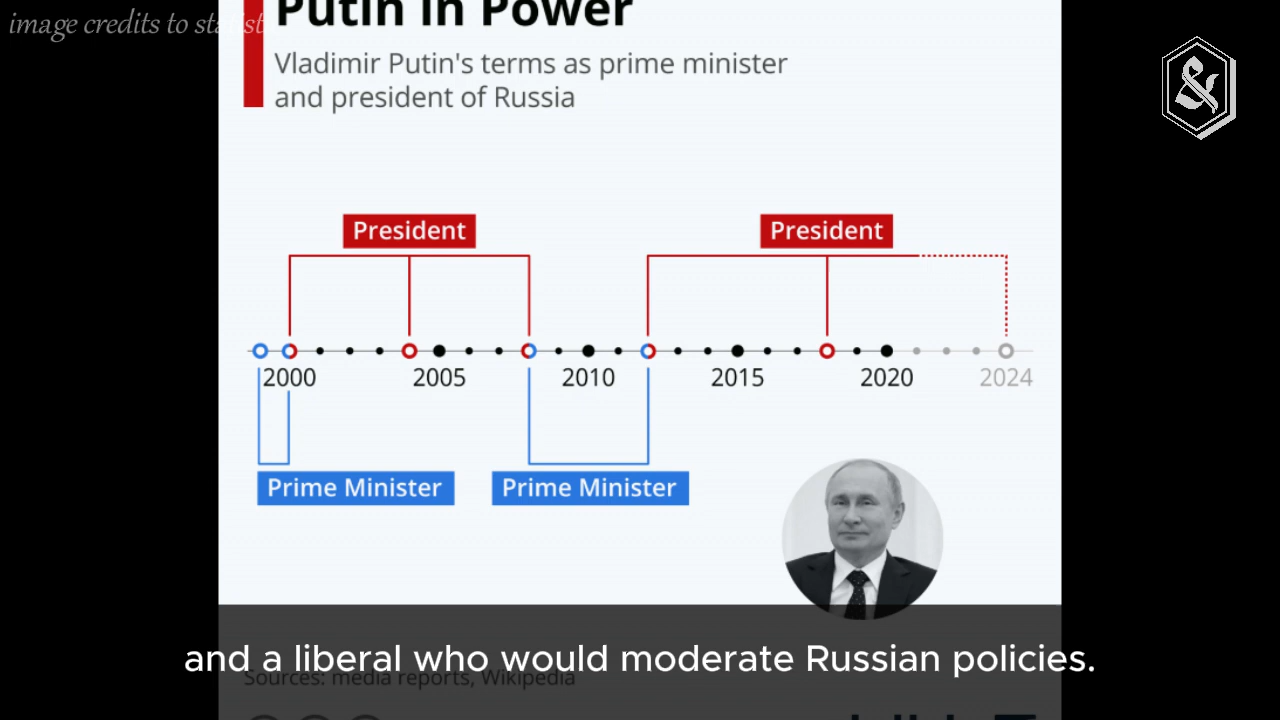 image credits to statist
Putin in Power
Vladimir Putin's terms as prime minister
and president of Russia
President
President
2000
2005
2010
2015
2020
2024
Prime Minister
Prime Minister
and a liberal who would moderate Russian policies.
Sources: media reports, Wikipedia
&